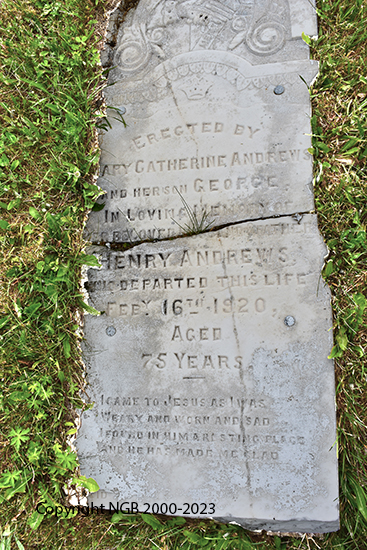 ERECTED BY
MARY CATHERINE ANDREWS
AND HER SON GEORGE
IN LOVING MEMORY OF
HER BELOVED
HENRY ANDREWS
WHO DEPARTED THIS LIFE
FEBY 16TH 1920,
AGED
75 YEARS.
I CAME TO JESUS AS I WAS
WEARY AND WORN AND SAD
I FOUND IN HIM A RESTING PLACE
AND HE HAS MADE ME GLAD
Copyright NGB 2000-2023